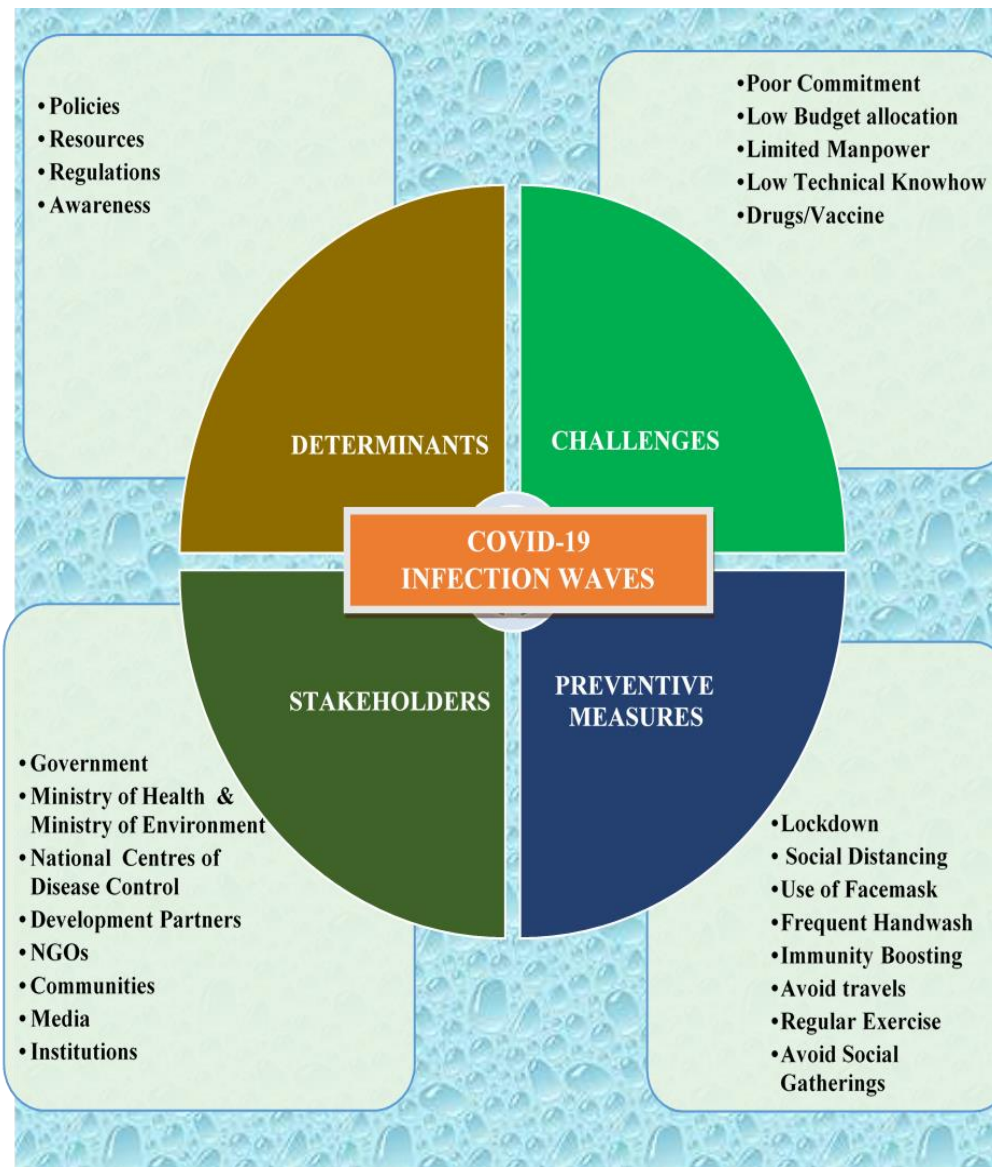 • Policies
• Resources
• Regulations
• Awareness
•Poor Commitment
•Low Budget allocation
•Limited Manpower
•Low Technical Knowhow
•Drugs/Vaccine
DETERMINANTS
CHALLENGES
COVID-19
INFECTION WAVES
STAKEHOLDERS
PREVENTIVE
MEASURES
• Government
• Ministry of Health &
Ministry of Environment
• National Centres of
Disease Control
• Development Partners
• NGOs
• Communities
• Media
• Institutions
•Lockdown
• Social Distancing
•Use of Facemask
•Frequent Handwash
•Immunity Boosting
•Avoid travels
•Regular Exercise
•Avoid Social
Gatherings